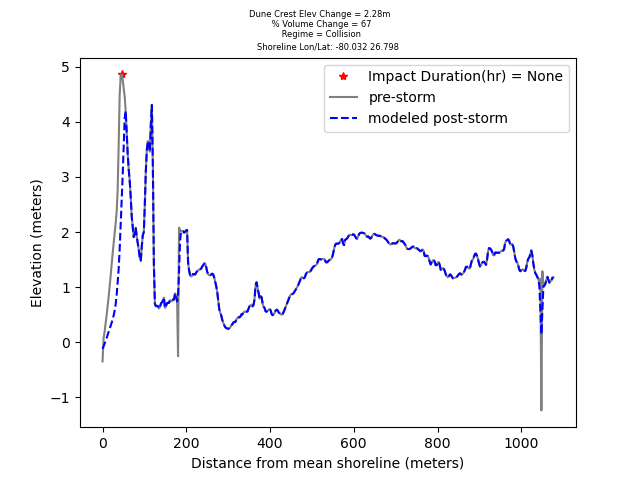 Dune Crest Elev Change = 2.28m
% Volume Change = 67
Regime = Collision
Shoreline Lon/Lat: -80.032 26.798
Impact Duration(hr) = None
pre-storm
modeled post-storm
Elevation (meters)
5
4
3
2
1
0
−1
0 200 400 600 800 1000
Distance from mean shoreline (meters)